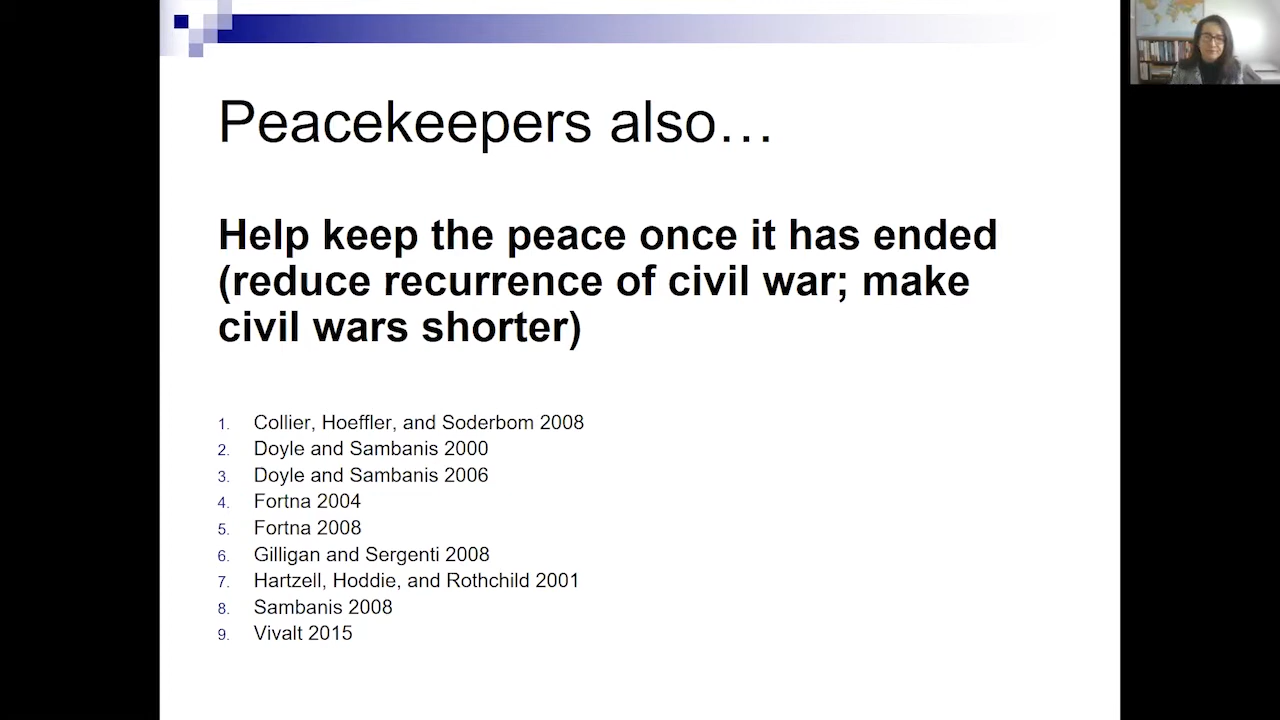 Peacekeepers also…
Help keep the peace once it has ended
(reduce recurrence of civil war; make
civil wars shorter)
1. Collier, Hoeffler, and Soderbom 2008
2. Doyle and Sambanis 2000
3. Doyle and Sambanis 2006
4. Fortna 2004
5. Fortna 2008
6. Gilligan and Sergenti 2008
7. Hartzell, Hoddie, and Rothchild 2001
8. Sambanis 2008
9. Vivalt 2015